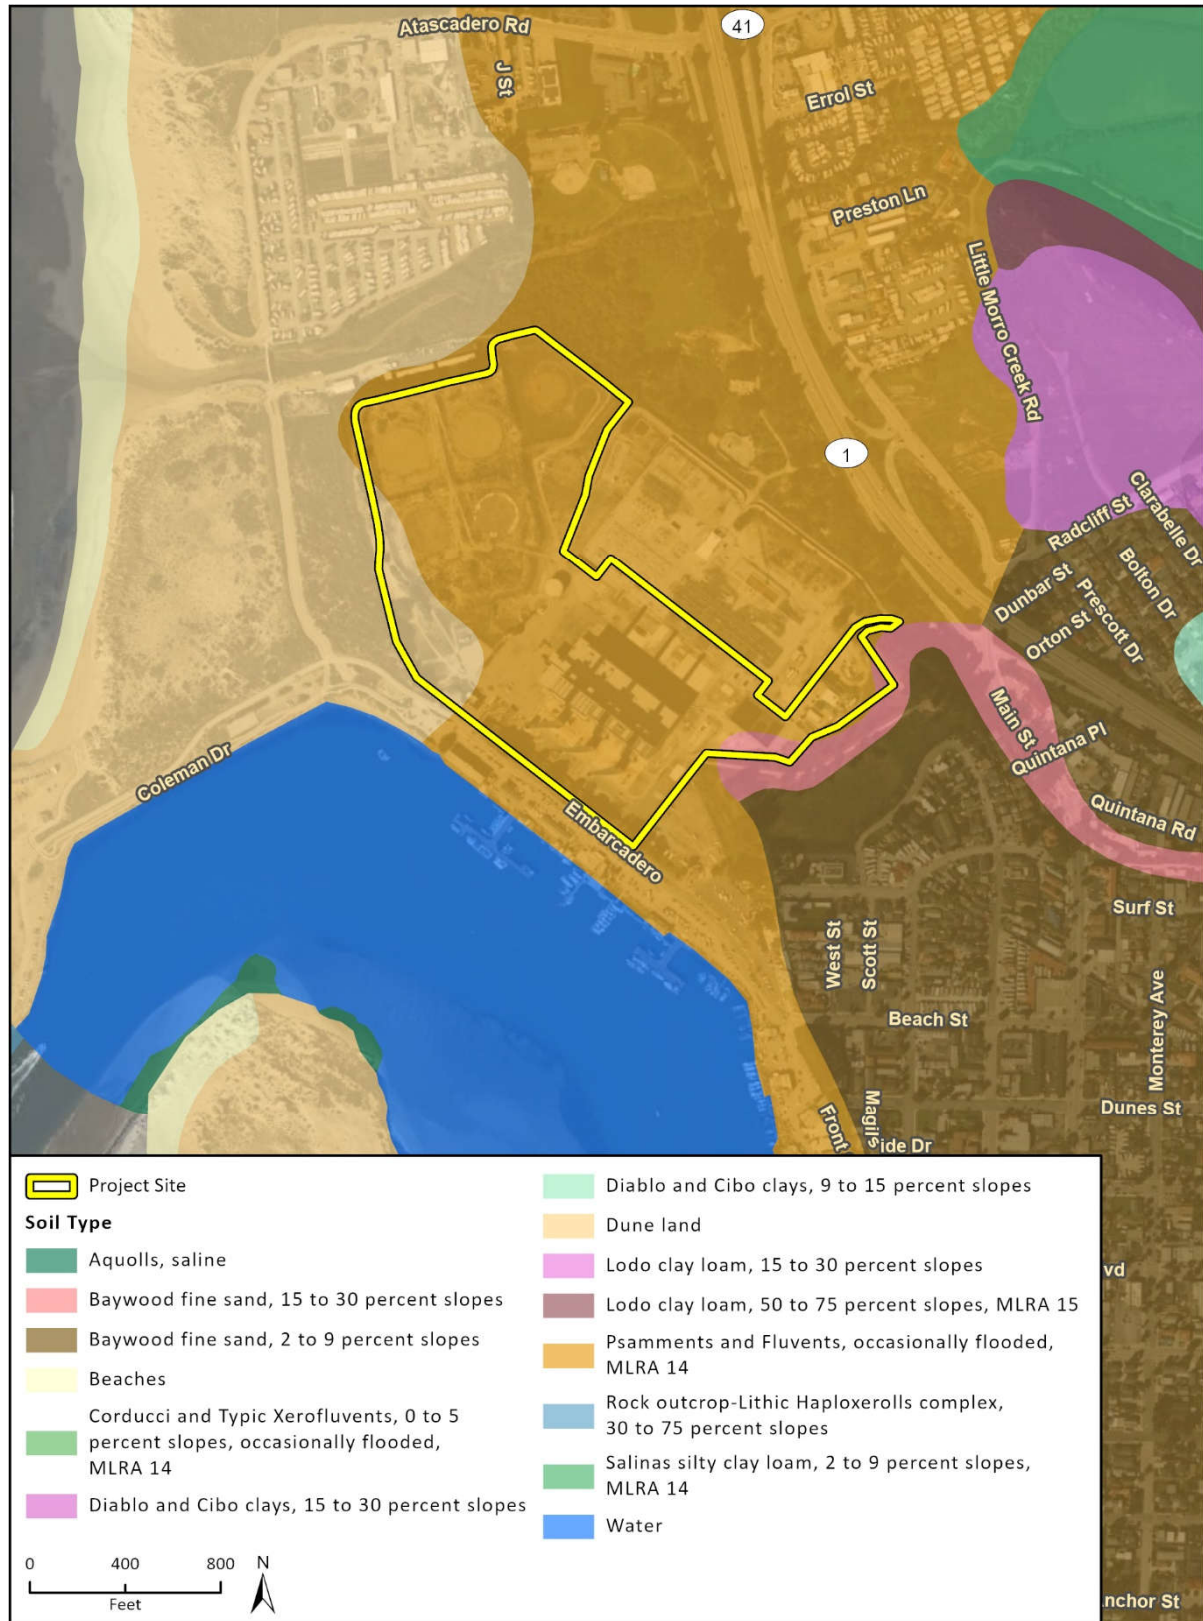 Atascadero Rd
41
J St
Errol St
Preston Ln
Little Morro Creek Rd
1
Clarabelle Dr
Radcliff St
Bolton Dr
Dunbar St
Prescott Dr
Orton St
Main St
Quintana Pl
Coleman Dr
Quintana Rd
Embarcadero
Surf St
West St
Scott St
Monterey Ave
Beach St
Dunes St
Front
ide Dr
Project Site
Soil Type
Aquolls, saline
Baywood fine sand, 15 to 30 percent slopes
Baywood fine sand, 2 to 9 percent slopes
Beaches
Corducci and Typic Xerofluvents, 0 to 5
percent slopes, occasionally flooded,
MLRA 14
Diablo and Cibo clays, 15 to 30 percent slopes
Diablo and Cibo clays, 9 to 15 percent slopes
Dune land
Lodo clay loam, 15 to 30 percent slopes
Lodo clay loam, 50 to 75 percent slopes, MLRA 15
Psamments and Fluvents, occasionally flooded,
MLRA 14
Rock outcrop-Lithic Haploxerolls complex,
30 to 75 percent slopes
Salinas silty clay loam, 2 to 9 percent slopes,
MLRA 14
Water
vd
nchor St
0 400 800
Feet
N